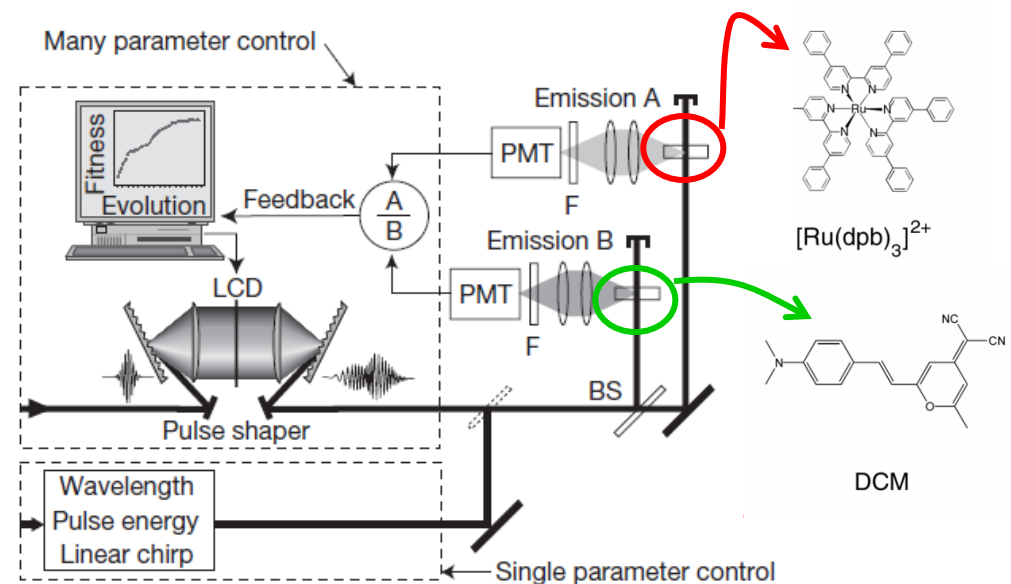 Many parameter control
Fitness
Evolution
Feedback
A
B
LCD
Pulse shaper
Emission A
PMT
F
Emission B
PMT
F
BS
Wavelength
Pulse energy
Linear chirp
Single parameter control
N
N
N
Ru
N
N
N
[Ru(dpb)3]2+
CN
CN
N
O
DCM